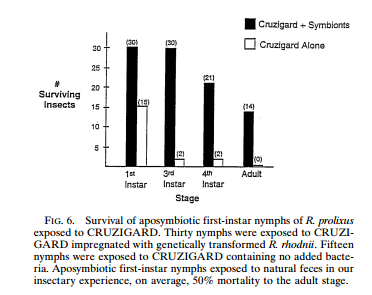 Cruzigard + Symbionts
Cruzigard Alone
#
Surviving
Insects
30
25
20
15
10
5
(30)
(15)
(30)
(2)
(21)
(2)
(14)
(0)
1st
Instar
3rd
Instar
4th
Instar
Adult
Stage
FIG. 6. Survival of aposymbiotic first-instar nymphs of R. prolixus
exposed to CRUZIGARD. Thirty nymphs were exposed to CRUZI-
GARD impregnated with genetically transformed R. rhodnii. Fifteen
nymphs were exposed to CRUZIGARD containing no added bacte-
ria. Aposymbiotic first-instar nymphs exposed to natural feces in our
insectary experience, on average, 50% mortality to the adult stage.